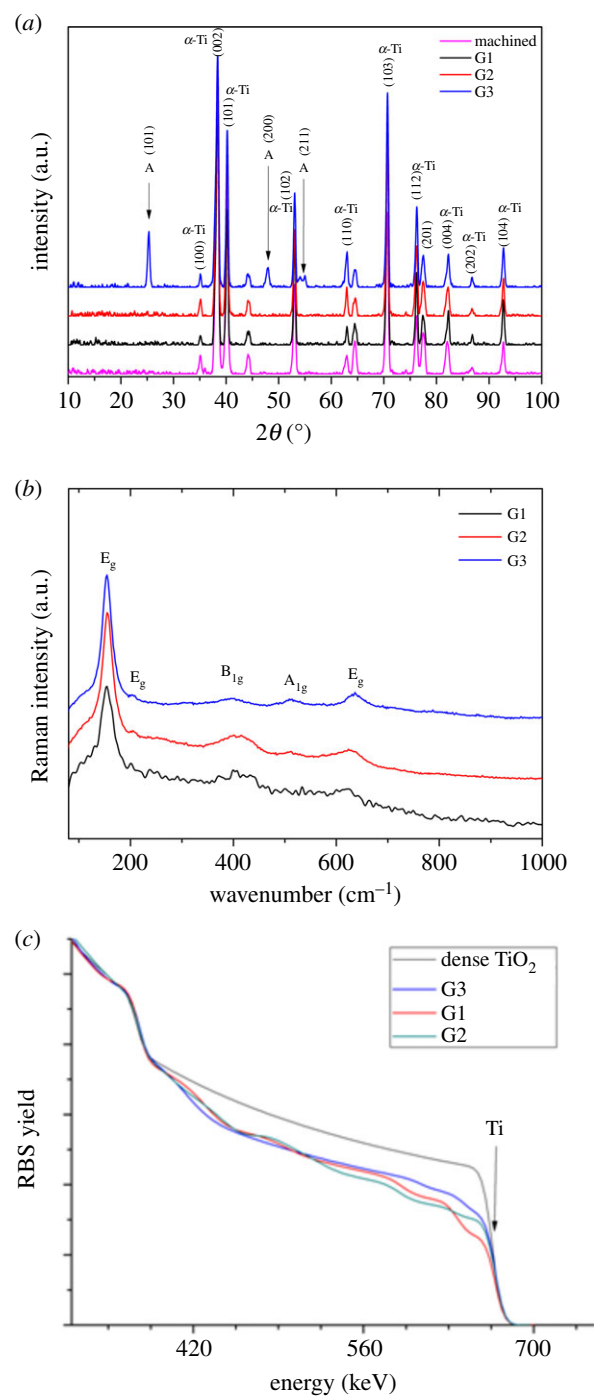 (a)
α-Ti
(002)
α-Ti
(103)
machined
G1
G2
G3
(101)
α-Ti
A (101)
A (200)
A (211)
(102)
α-Ti
α-Ti
(100)
α-Ti
(110)
(112)
α-Ti
(201)
(004)
α-Ti
(202)
α-Ti
(104)
α-Ti
intensity (a.u.)
10 20 30 40 50 60 70 80 90 100
2θ (°)
(b)
G1
G2
G3
Eg
Eg
B1g
A1g
Eg
Raman intensity (a.u.)
200 400 600 800 1000
wavenumber (cm⁻¹)
(c)
dense TiO₂
G3
G1
G2
Ti
RBS yield
420 560 700
energy (keV)